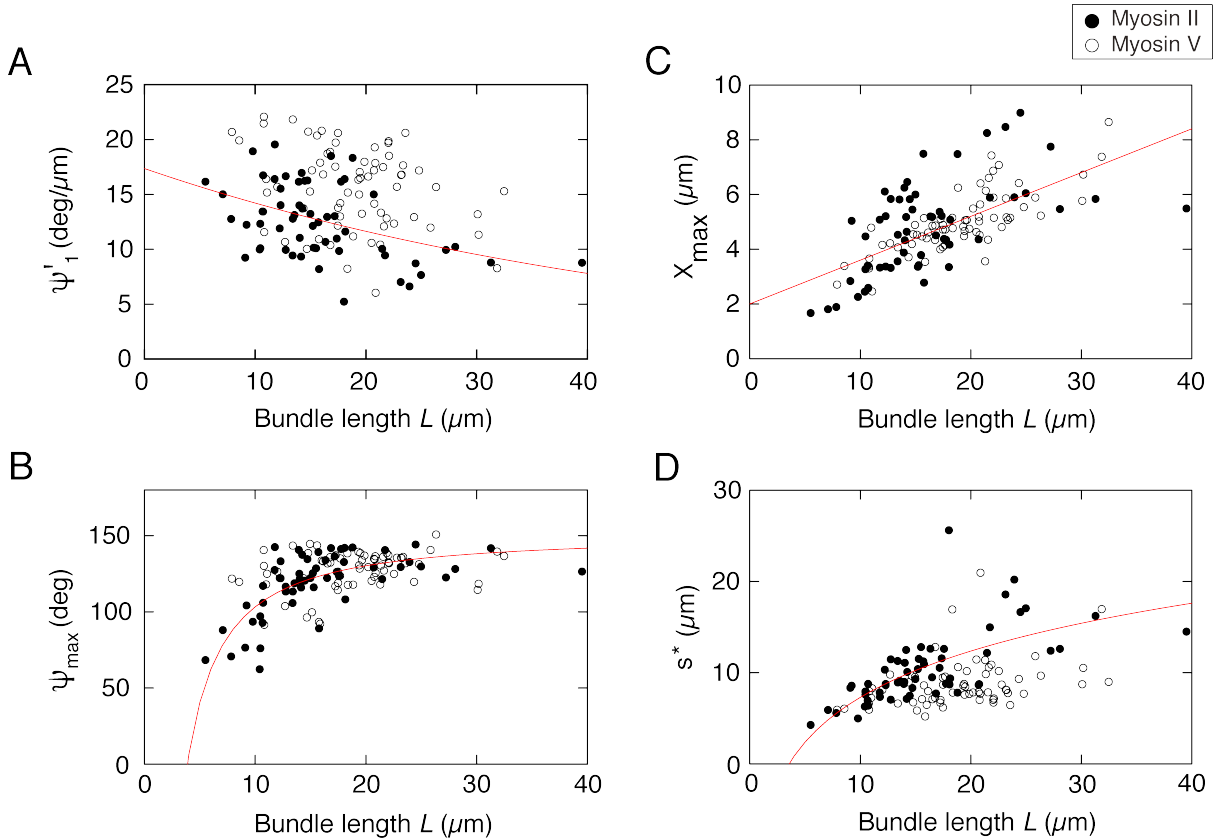 Myosin II
Myosin V
A
25
20
15
10
5
0
ψ'₁ (deg/µm)
0 10 20 30 40
Bundle length L (µm)
C
10
8
6
4
2
0
Xmax (µm)
0 10 20 30 40
Bundle length L (µm)
B
150
100
50
0
ψmax (deg)
0 10 20 30 40
Bundle length L (µm)
D
30
20
10
0
s* (µm)
0 10 20 30 40
Bundle length L (µm)